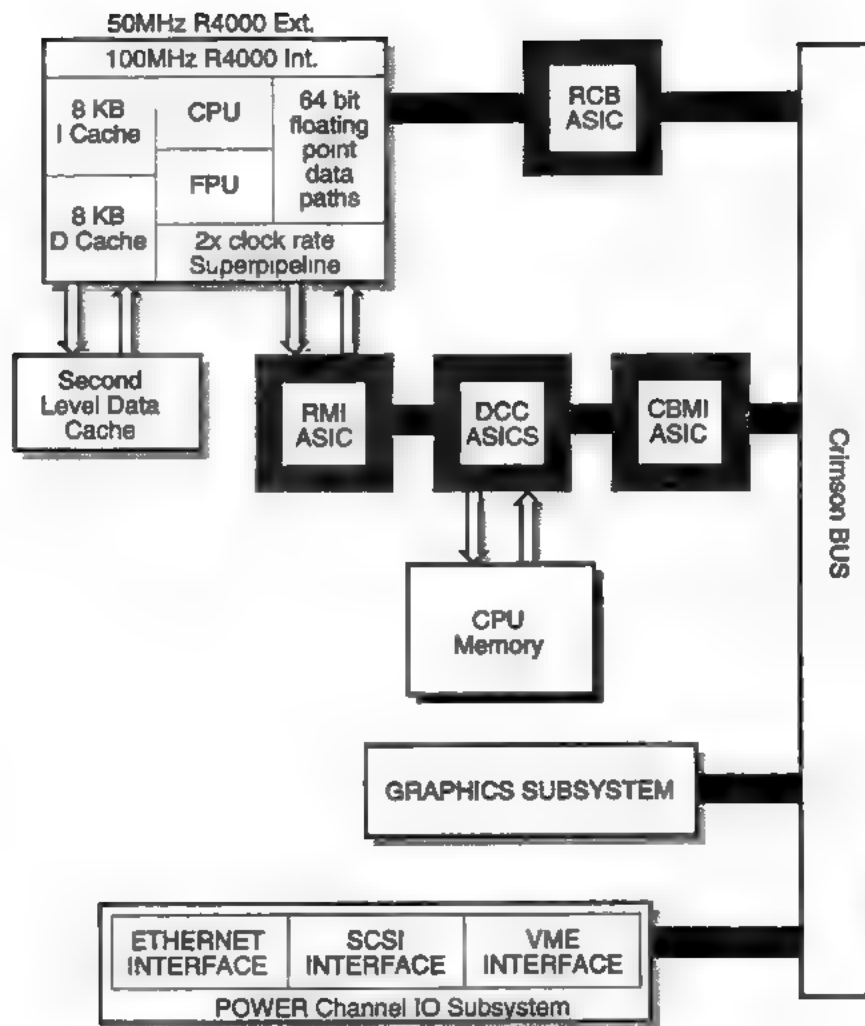 50MHz R4000 Ext.
100MHz R4000 Int.
8 KB
I Cache
CPU
FPU
64 bit
floating
point
data
paths
8 KB
D Cache
2x clock rate
Superpipeline
RCB
ASIC
Second
Level Data
Cache
RMI
ASIC
DCC
ASICS
CBMI
ASIC
CPU
Memory
Crimson BUS
GRAPHICS SUBSYSTEM
ETHERNET
INTERFACE
SCSI
INTERFACE
VME
INTERFACE
POWER Channel IO Subsystem